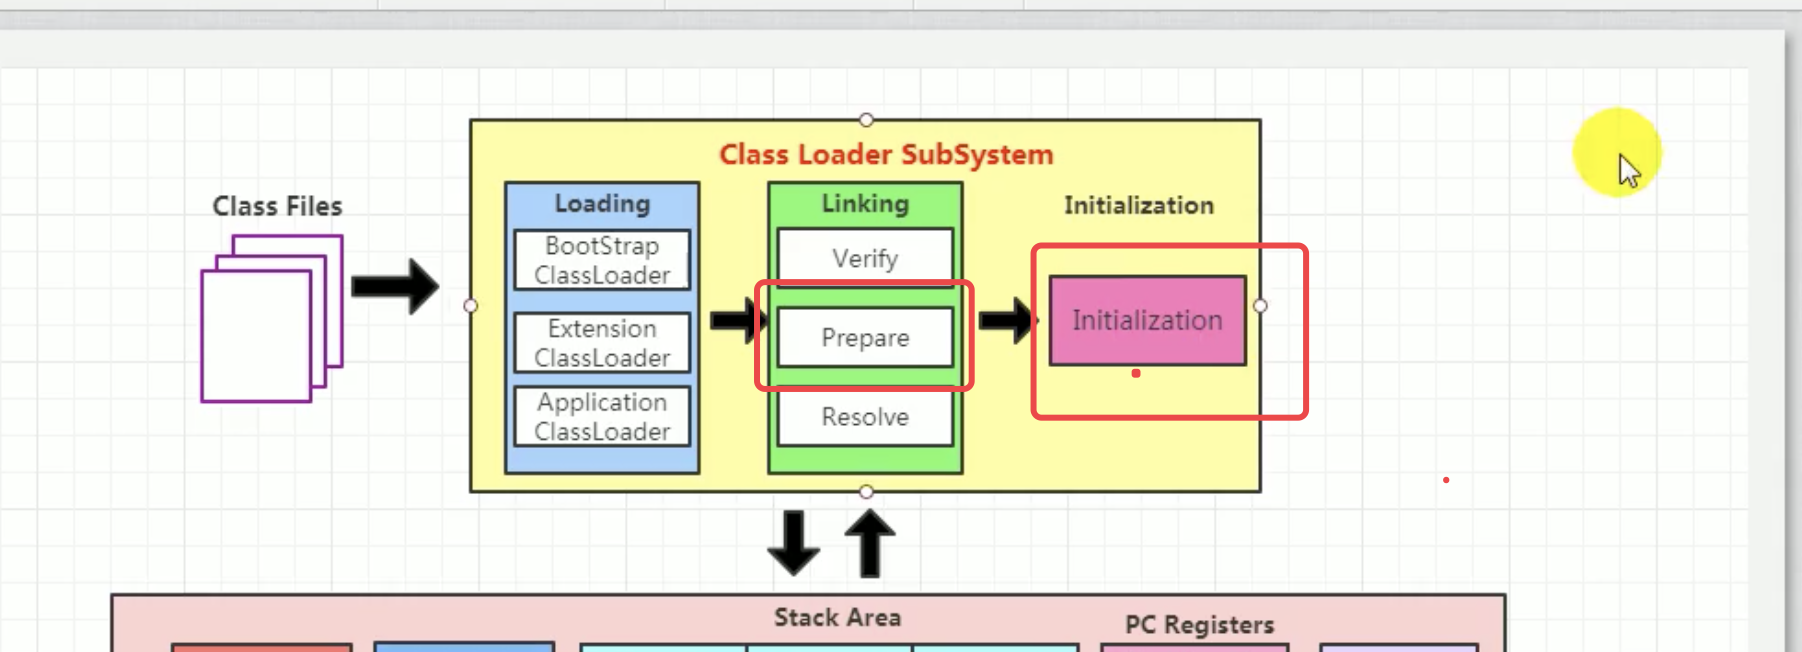 Class Loader SubSystem
Class Files
Loading
BootStrap
ClassLoader
Extension
ClassLoader
Application
ClassLoader
Linking
Verify
Prepare
Resolve
Initialization
Initialization
Stack Area
PC Registers